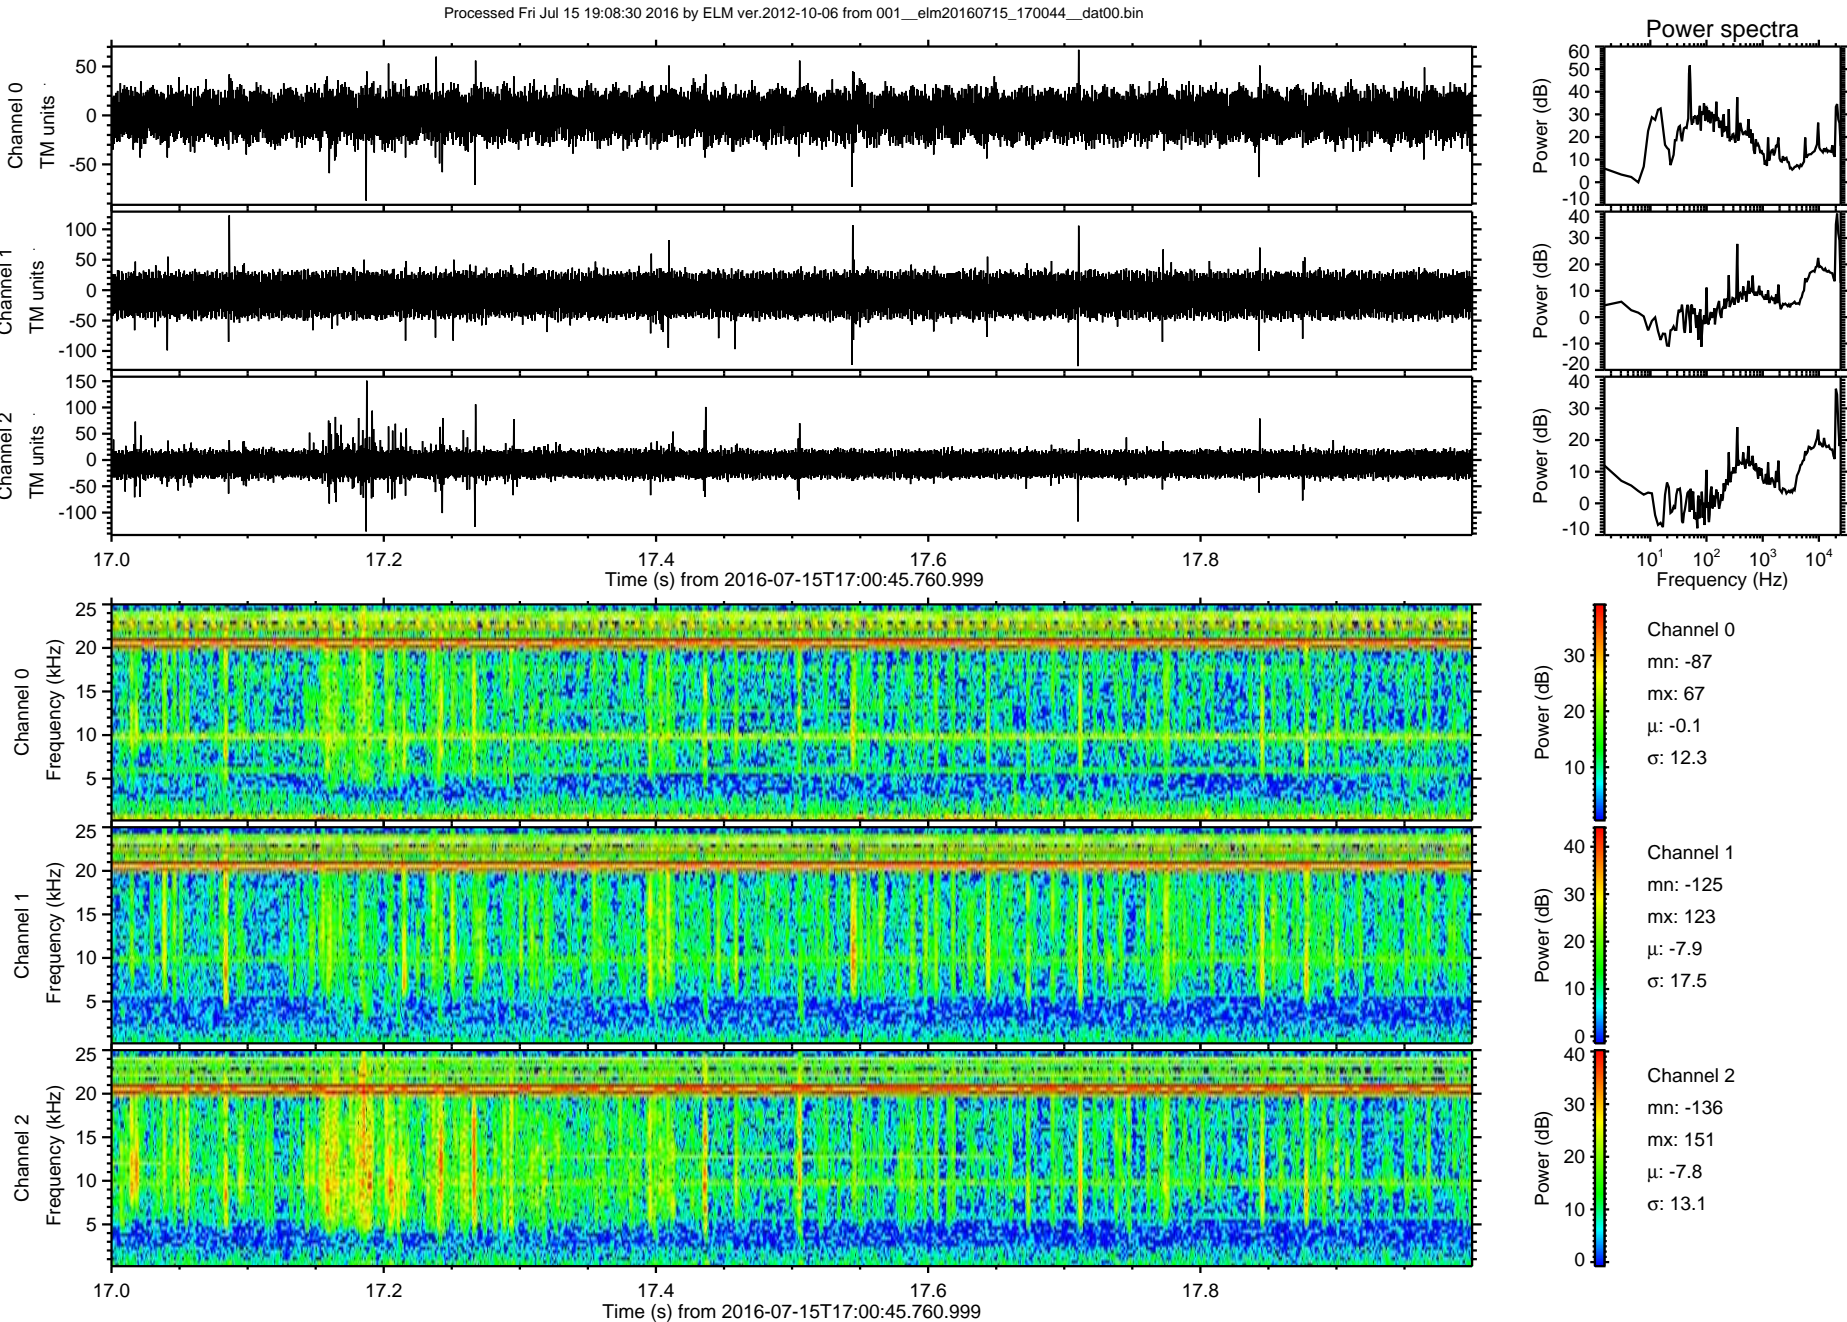 Processed Fri Jul 15 19:08:30 2016 by ELM ver.2012-10-06 from 001__elm20160715_170044__dat00.bin
Power spectra
Channel 0
TM units
50
0
-50
Power (dB)
60
50
40
30
20
10
0
-10
Channel 1
TM units
100
50
0
-50
-100
Power (dB)
40
30
20
10
0
-10
-20
Channel 2
TM units
150
100
50
0
-50
-100
Power (dB)
40
30
20
10
0
-10
17.0 17.2 17.4 17.6 17.8
Time (s) from 2016-07-15T17:00:45.760.999
10^1 10^2 10^3 10^4
Frequency (Hz)
Channel 0
Frequency (kHz)
25
20
15
10
5
Power (dB)
30
20
10
Channel 0
mn: -87
mx: 67
μ: -0.1
σ: 12.3
Channel 1
Frequency (kHz)
25
20
15
10
5
Power (dB)
40
30
20
10
0
Channel 1
mn: -125
mx: 123
μ: -7.9
σ: 17.5
Channel 2
Frequency (kHz)
25
20
15
10
5
Power (dB)
40
30
20
10
0
Channel 2
mn: -136
mx: 151
μ: -7.8
σ: 13.1
17.0 17.2 17.4 17.6 17.8
Time (s) from 2016-07-15T17:00:45.760.999